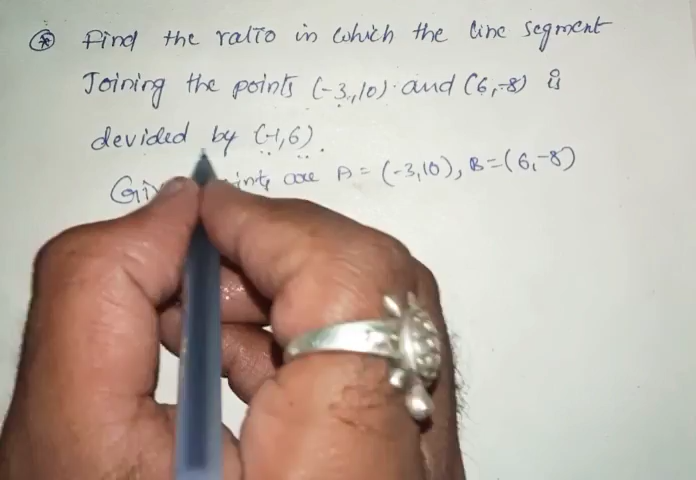 ⊛ Find the ratio in which the line segment
Joining the points (-3,10) and (6,-8) is
devided by (-1,6).
are A = (-3,10), B = (6,-8)